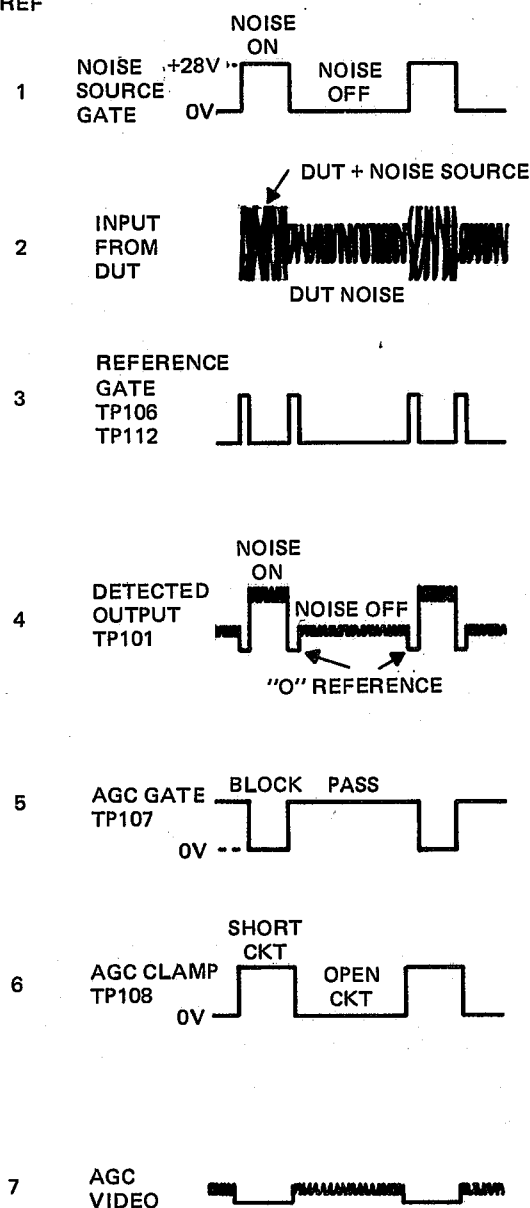 REF
NOISE
ON
1
NOISE
SOURCE
GATE
+28V
0V
NOISE
OFF
DUT + NOISE SOURCE
2
INPUT
FROM
DUT
DUT NOISE
3
REFERENCE
GATE
TP106
TP112
NOISE
ON
4
DETECTED
OUTPUT
TP101
NOISE OFF
"O" REFERENCE
5
AGC GATE
TP107
BLOCK PASS
0V
SHORT
CKT
6
AGC CLAMP
TP108
OPEN
CKT
0V
7
AGC
VIDEO